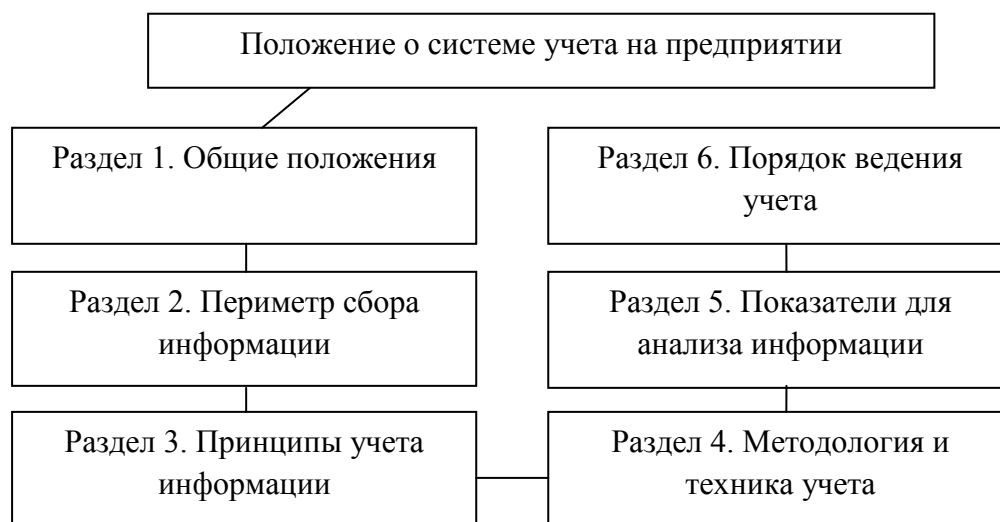 Положение о системе учета на предприятии
Раздел 1. Общие положения
Раздел 2. Периметр сбора
информации
Раздел 3. Принципы учета
информации
Раздел 4. Методология и
техника учета
Раздел 5. Показатели для
анализа информации
Раздел 6. Порядок ведения
учета